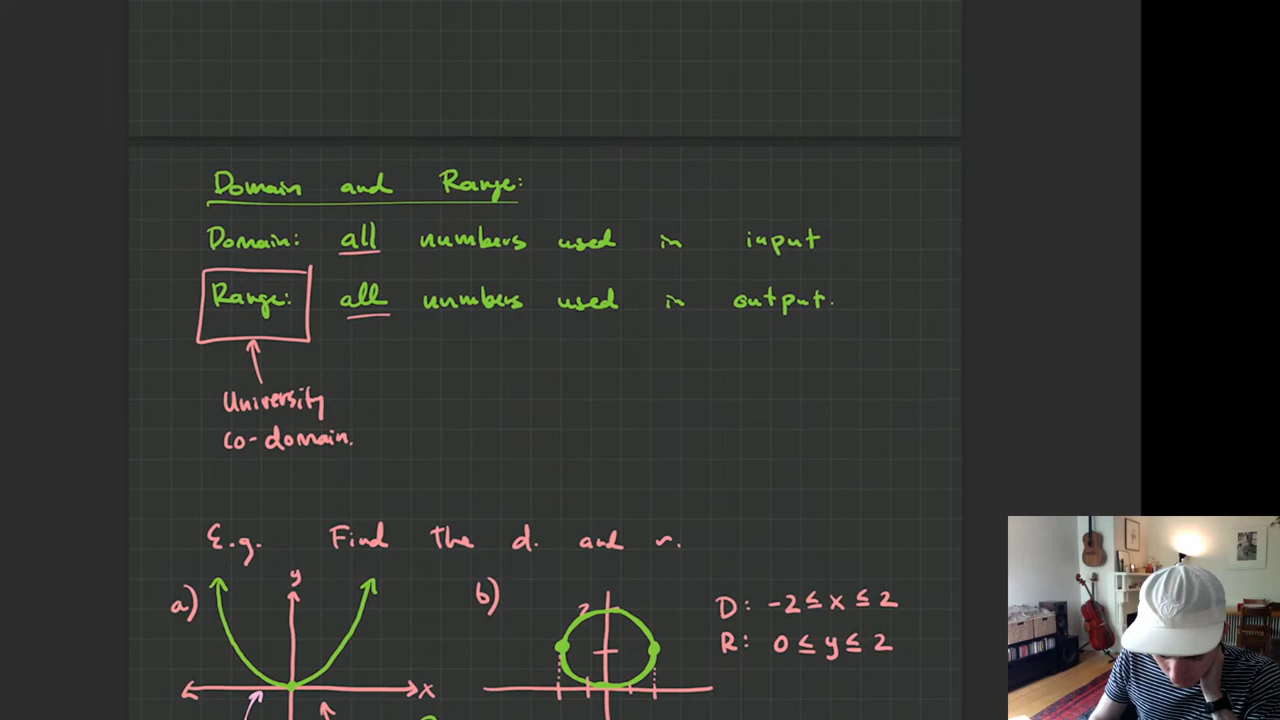 Domain and Range:
Domain: all numbers used in input
Range: all numbers used in output.
University
co-domain.
E.g. Find the d. and r.
a)
y
x
b)
2
D: -2 ≤ x ≤ 2
R: 0 ≤ y ≤ 2